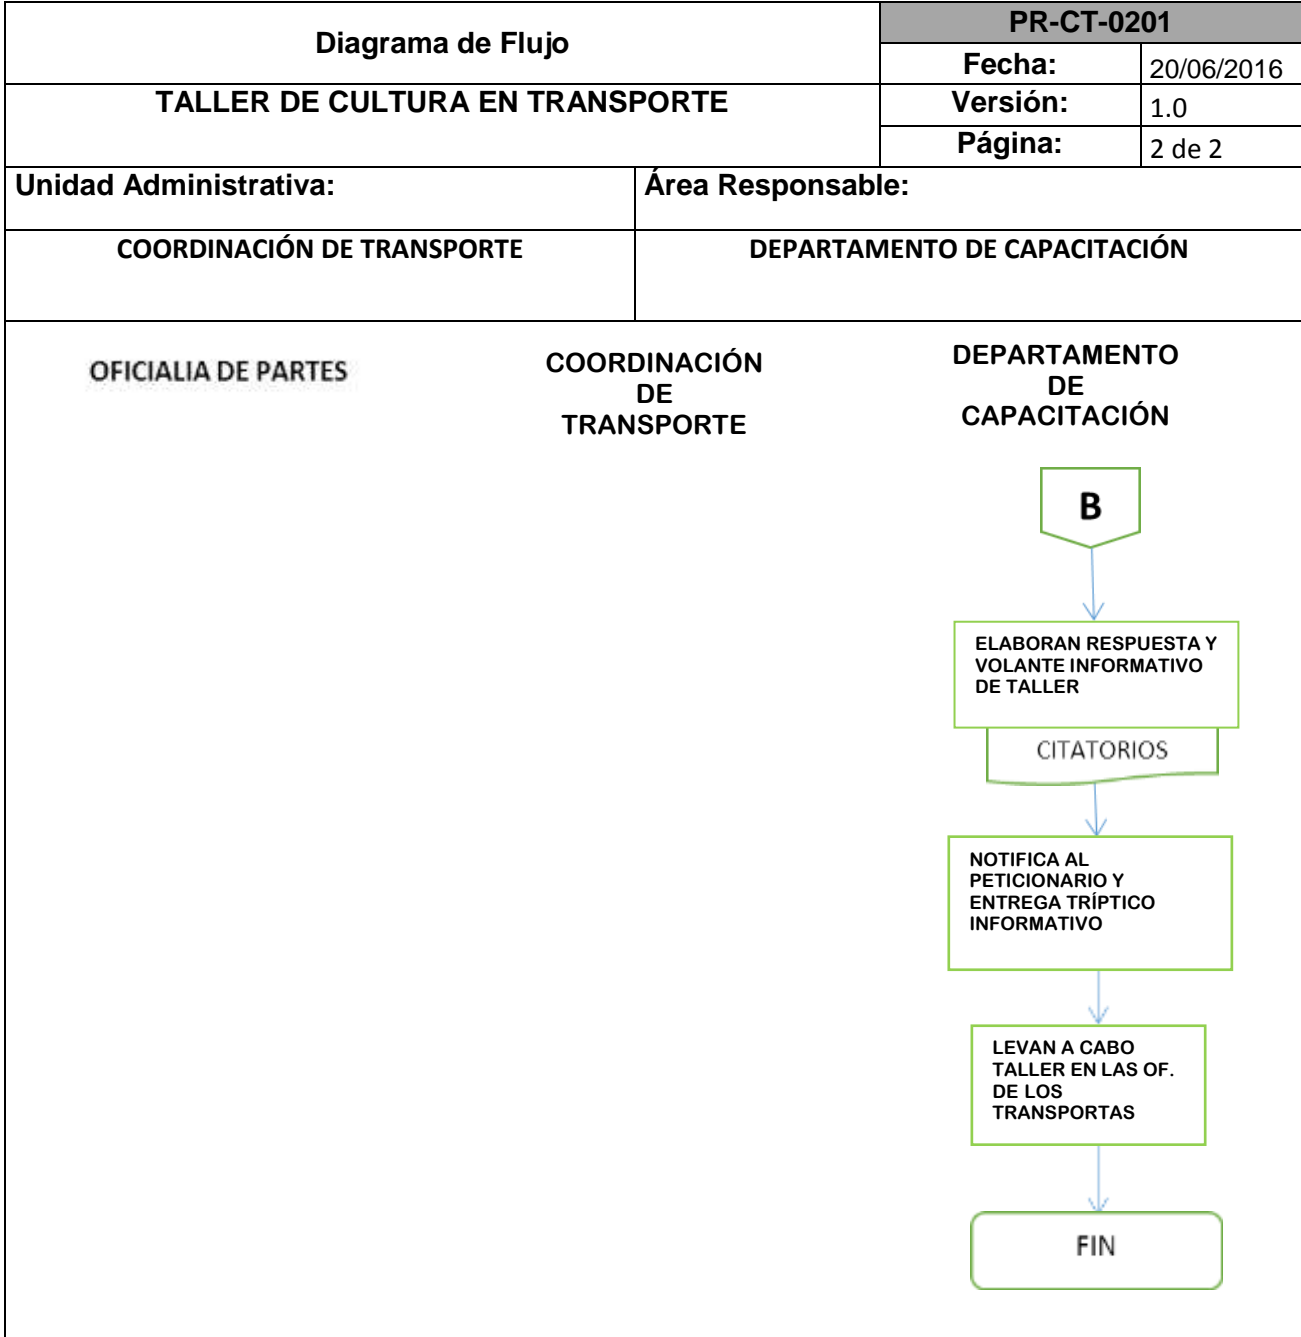 Diagrama de Flujo
PR-CT-0201
Fecha:
20/06/2016
TALLER DE CULTURA EN TRANSPORTE
Versión:
1.0
Página:
2 de 2
Unidad Administrativa:
Área Responsable:
COORDINACIÓN DE TRANSPORTE
DEPARTAMENTO DE CAPACITACIÓN
OFICIALIA DE PARTES
COORDINACIÓN
DE
TRANSPORTE
DEPARTAMENTO
DE
CAPACITACIÓN
B
ELABORAN RESPUESTA Y
VOLANTE INFORMATIVO
DE TALLER
CITATORIOS
NOTIFICA AL
PETICIONARIO Y
ENTREGA TRÍPTICO
INFORMATIVO
LEVAN A CABO
TALLER EN LAS OF.
DE LOS
TRANSPORTAS
FIN